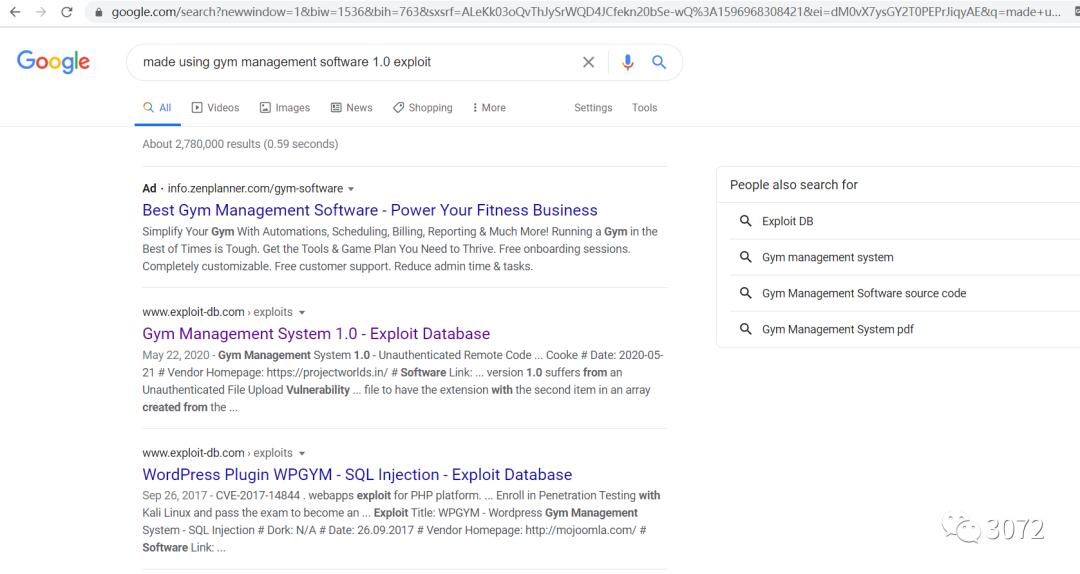 google.com/search?newwindow=1&biw=1536&bih=763&sxsrf=ALeKk03oQvThJySrWQD4JCfekn20bSe-wQ%3A1596968308421&ei=dM0vX7ysGY2T0PEPrJiqyAE&q=made+u...
Google
made using gym management software 1.0 exploit
All Videos Images News Shopping More Settings Tools
About 2,780,000 results (0.59 seconds)
Ad · info.zenplanner.com/gym-software
Best Gym Management Software - Power Your Fitness Business
Simplify Your Gym With Automations, Scheduling, Billing, Reporting & Much More! Running a Gym in the
Best of Times is Tough. Get the Tools & Game Plan You Need to Thrive. Free onboarding sessions.
Completely customizable. Free customer support. Reduce admin time & tasks.
www.exploit-db.com › exploits
Gym Management System 1.0 - Exploit Database
May 22, 2020 - Gym Management System 1.0 - Unauthenticated Remote Code ... Cooke # Date: 2020-05-
21 # Vendor Homepage: https://projectworlds.in/ # Software Link: ... version 1.0 suffers from an
Unauthenticated File Upload Vulnerability ... file to have the extension with the second item in an array
created from the ...
www.exploit-db.com › exploits
WordPress Plugin WPGYM - SQL Injection - Exploit Database
Sep 26, 2017 - CVE-2017-14844 . webapps exploit for PHP platform. ... Enroll in Penetration Testing with
Kali Linux and pass the exam to become an ... Exploit Title: WPGYM - Wordpress Gym Management
System - SQL Injection # Dork: N/A # Date: 26.09.2017 # Vendor Homepage: http://mojoomla.com/ #
Software Link: ...
People also search for
Exploit DB
Gym management system
Gym Management Software source code
Gym Management System pdf
3072